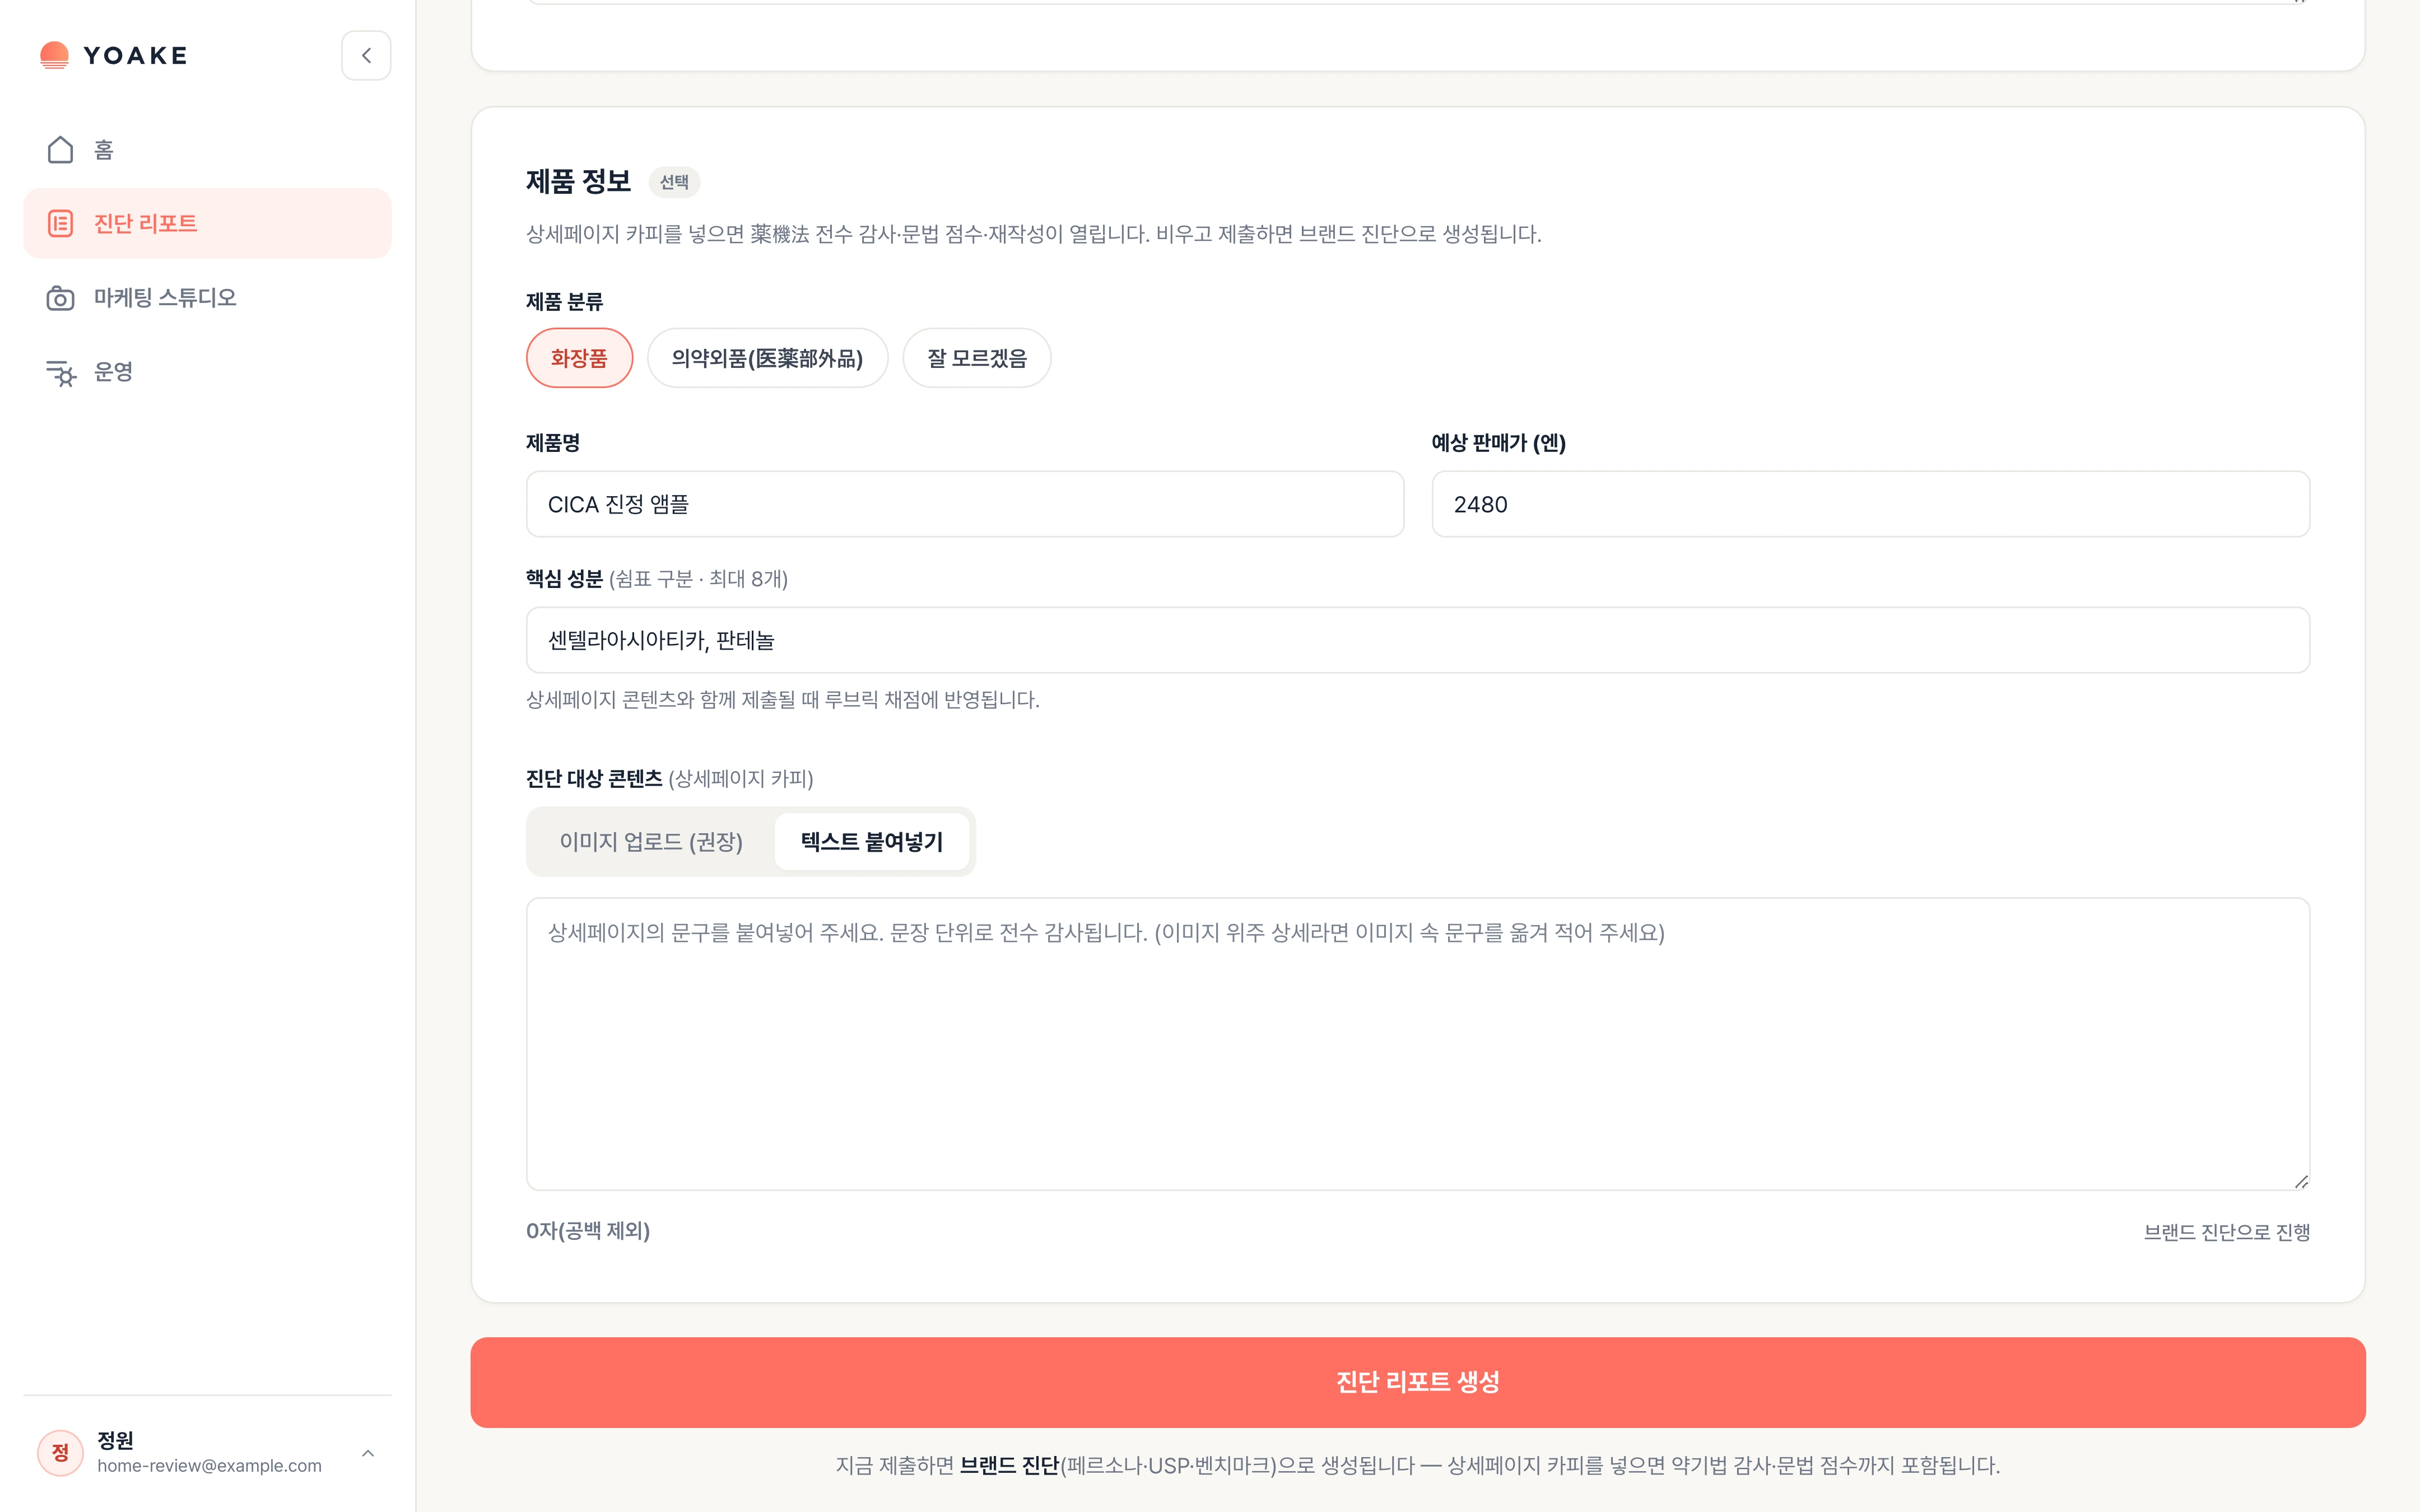 YOAKE
홈
진단 리포트
마케팅 스튜디오
운영
정
정원
home-review@example.com
제품 정보 선택
상세페이지 카피를 넣으면 薬機法 전수 감사·문법 점수·재작성이 열립니다. 비우고 제출하면 브랜드 진단으로 생성됩니다.
제품 분류
화장품 의약외품(医薬部外品) 잘 모르겠음
제품명 예상 판매가 (엔)
CICA 진정 앰플 2480
핵심 성분 (쉼표 구분 · 최대 8개)
센텔라아시아티카, 판테놀
상세페이지 콘텐츠와 함께 제출될 때 루브릭 채점에 반영됩니다.
진단 대상 콘텐츠 (상세페이지 카피)
이미지 업로드 (권장) 텍스트 붙여넣기
상세페이지의 문구를 붙여넣어 주세요. 문장 단위로 전수 감사됩니다. (이미지 위주 상세라면 이미지 속 문구를 옮겨 적어 주세요)
0자(공백 제외) 브랜드 진단으로 진행
진단 리포트 생성
지금 제출하면 브랜드 진단(페르소나·USP·벤치마크)으로 생성됩니다 — 상세페이지 카피를 넣으면 약기법 감사·문법 점수까지 포함됩니다.